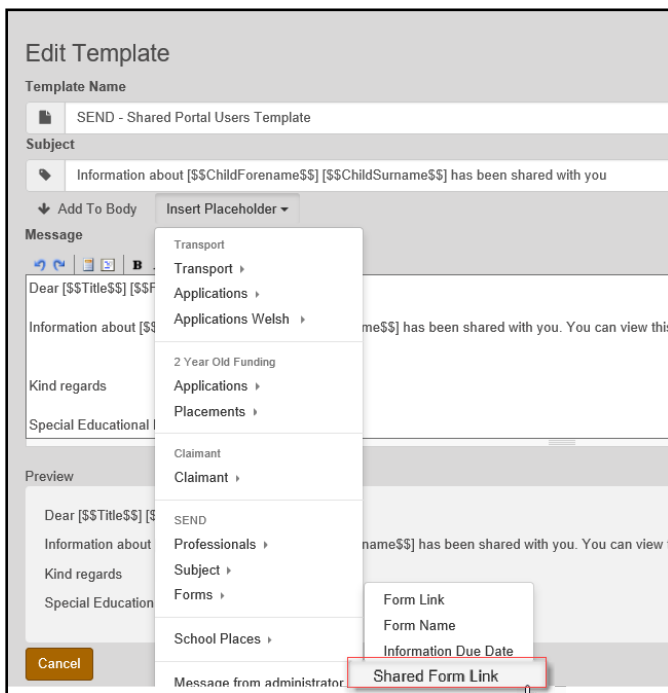 Edit Template
Template Name
SEND - Shared Portal Users Template
Subject
Information about [$$ChildForename$$] [$$ChildSurname$$] has been shared with you
Add To Body Insert Placeholder
Message
B
Transport
Transport
Applications
Applications Welsh
2 Year Old Funding
Applications
Placements
Claimant
Claimant
SEND
Professionals
Subject
Forms
School Places
Message from administrator
Dear [$$Title$$] [$$F
Information about [$$ me$$] has been shared with you. You can view this
Kind regards
Special Educational
Preview
Dear [$$Title$$] [$
Information about name$$] has been shared with you. You can view
Kind regards
Special Education
Form Link
Form Name
Information Due Date
Shared Form Link
Cancel